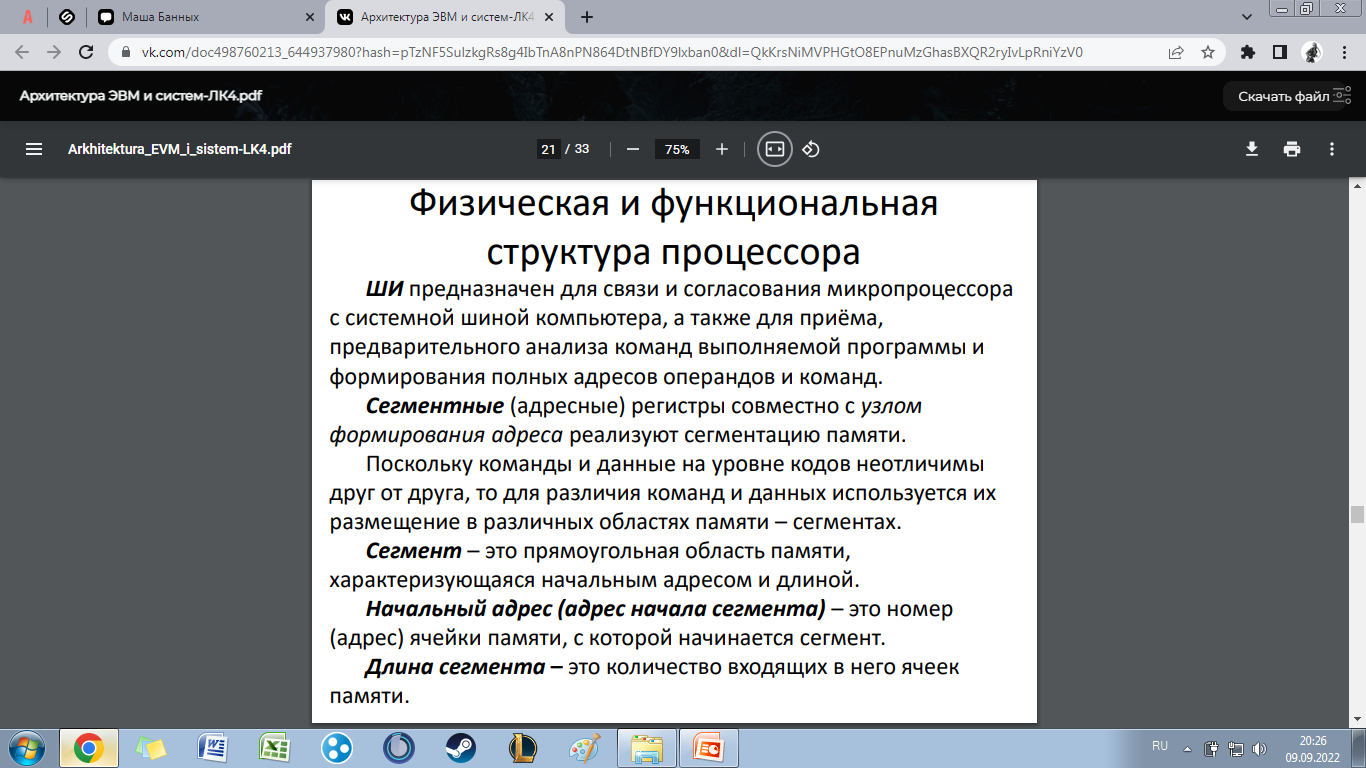 Маша Банных
Архитектура ЭВМ и систем-ЛК4
vk.com/doc498760213_644937980?hash=pTzNF5SuIzkgRs8g4IbTnA8nPN864DtNBfDY9lxban0&dl=QkKrsNiMVPHGtO8EPnuMzGhasBXQR2ryIvLpRniYzV0
Архитектура ЭВМ и систем-ЛК4.pdf
Скачать файл
Arkhitektura_EVM_i_sistem-LK4.pdf
21 / 33
75%
Физическая и функциональная
структура процессора
ШИ предназначен для связи и согласования микропроцессора
с системной шиной компьютера, а также для приёма,
предварительного анализа команд выполняемой программы и
формирования полных адресов операндов и команд.
Сегментные (адресные) регистры совместно с узлом
формирования адреса реализуют сегментацию памяти.
Поскольку команды и данные на уровне кодов неотличимы
друг от друга, то для различия команд и данных используется их
размещение в различных областях памяти – сегментах.
Сегмент – это прямоугольная область памяти,
характеризующаяся начальным адресом и длиной.
Начальный адрес (адрес начала сегмента) – это номер
(адрес) ячейки памяти, с которой начинается сегмент.
Длина сегмента – это количество входящих в него ячеек
памяти.
RU
20:26
09.09.2022